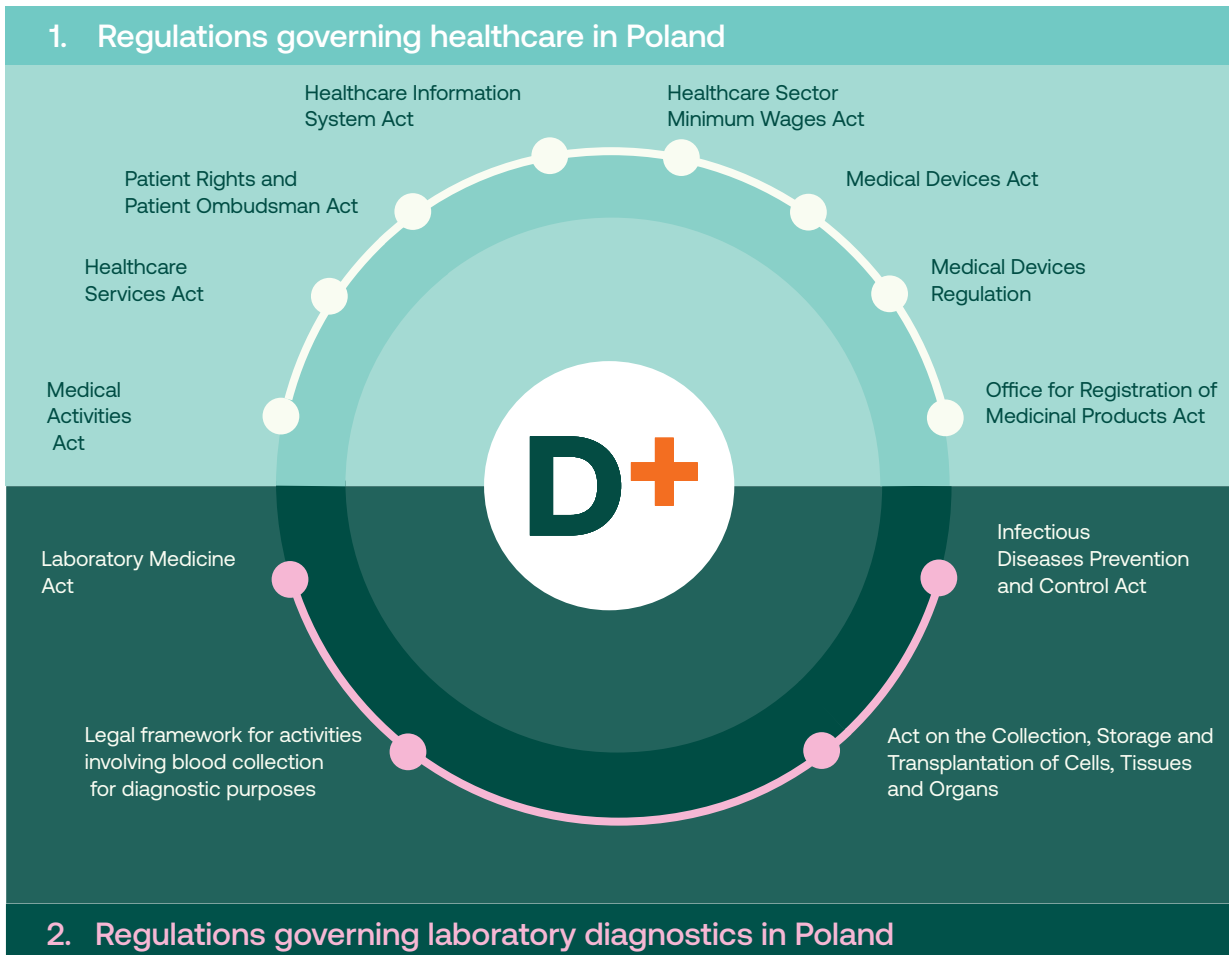 1. Regulations governing healthcare in Poland
Healthcare Information
System Act
Healthcare Sector
Minimum Wages Act
Patient Rights and
Patient Ombudsman Act
Medical Devices Act
Healthcare
Services Act
Medical Devices
Regulation
Medical
Activities
Act
Office for Registration of
Medicinal Products Act
D+
Laboratory Medicine
Act
Infectious
Diseases Prevention
and Control Act
Legal framework for activities
involving blood collection
for diagnostic purposes
Act on the Collection, Storage and
Transplantation of Cells, Tissues
and Organs
2. Regulations governing laboratory diagnostics in Poland